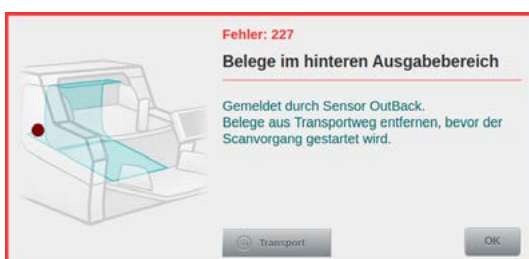 Fehler: 227
Belege im hinteren Ausgabebereich
Gemeldet durch Sensor OutBack.
Belege aus Transportweg entfernen, bevor der
Scanvorgang gestartet wird.
Transport
OK